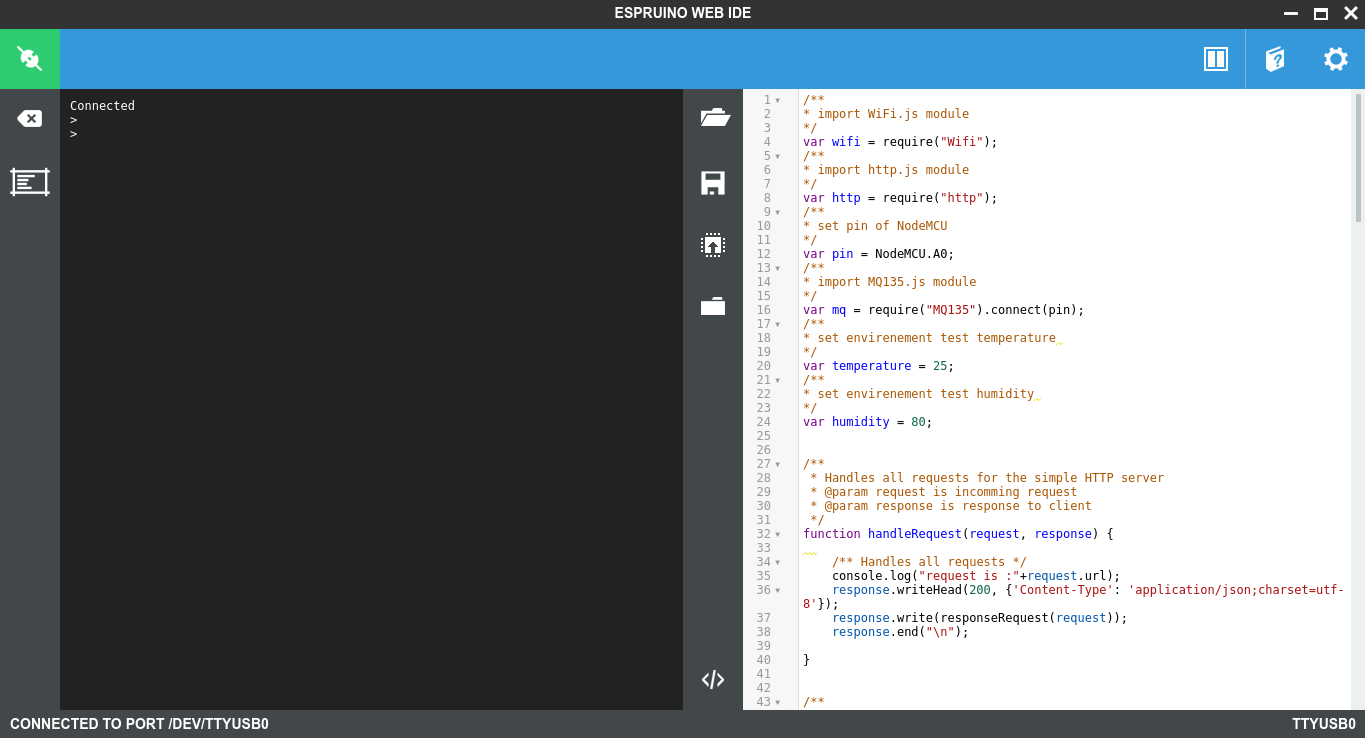 ESPRUINO WEB IDE
Connected
>
>
1 /**
2 * import WiFi.js module
3 */
4 var wifi = require("Wifi");
5 /**
6 * import http.js module
7 */
8 var http = require("http");
9 /**
10 * set pin of NodeMCU
11 */
12 var pin = NodeMCU.A0;
13 /**
14 * import MQ135.js module
15 */
16 var mq = require("MQ135").connect(pin);
17 /**
18 * set envirenement test temperature
19 */
20 var temperature = 25;
21 /**
22 * set envirenement test humidity
23 */
24 var humidity = 80;
25
26
27 /**
28 * Handles all requests for the simple HTTP server
29 * @param request is incomming request
30 * @param response is response to client
31 */
32 function handleRequest(request, response) {
33
34 /** Handles all requests */
35 console.log("request is :"+request.url);
36 response.writeHead(200, {'Content-Type': 'application/json;charset=utf-
8'});
37 response.write(responseRequest(request));
38 response.end("\n");
39
40 }
41
42
43 /**
CONNECTED TO PORT /DEV/TTYUSB0
TTYUSB0